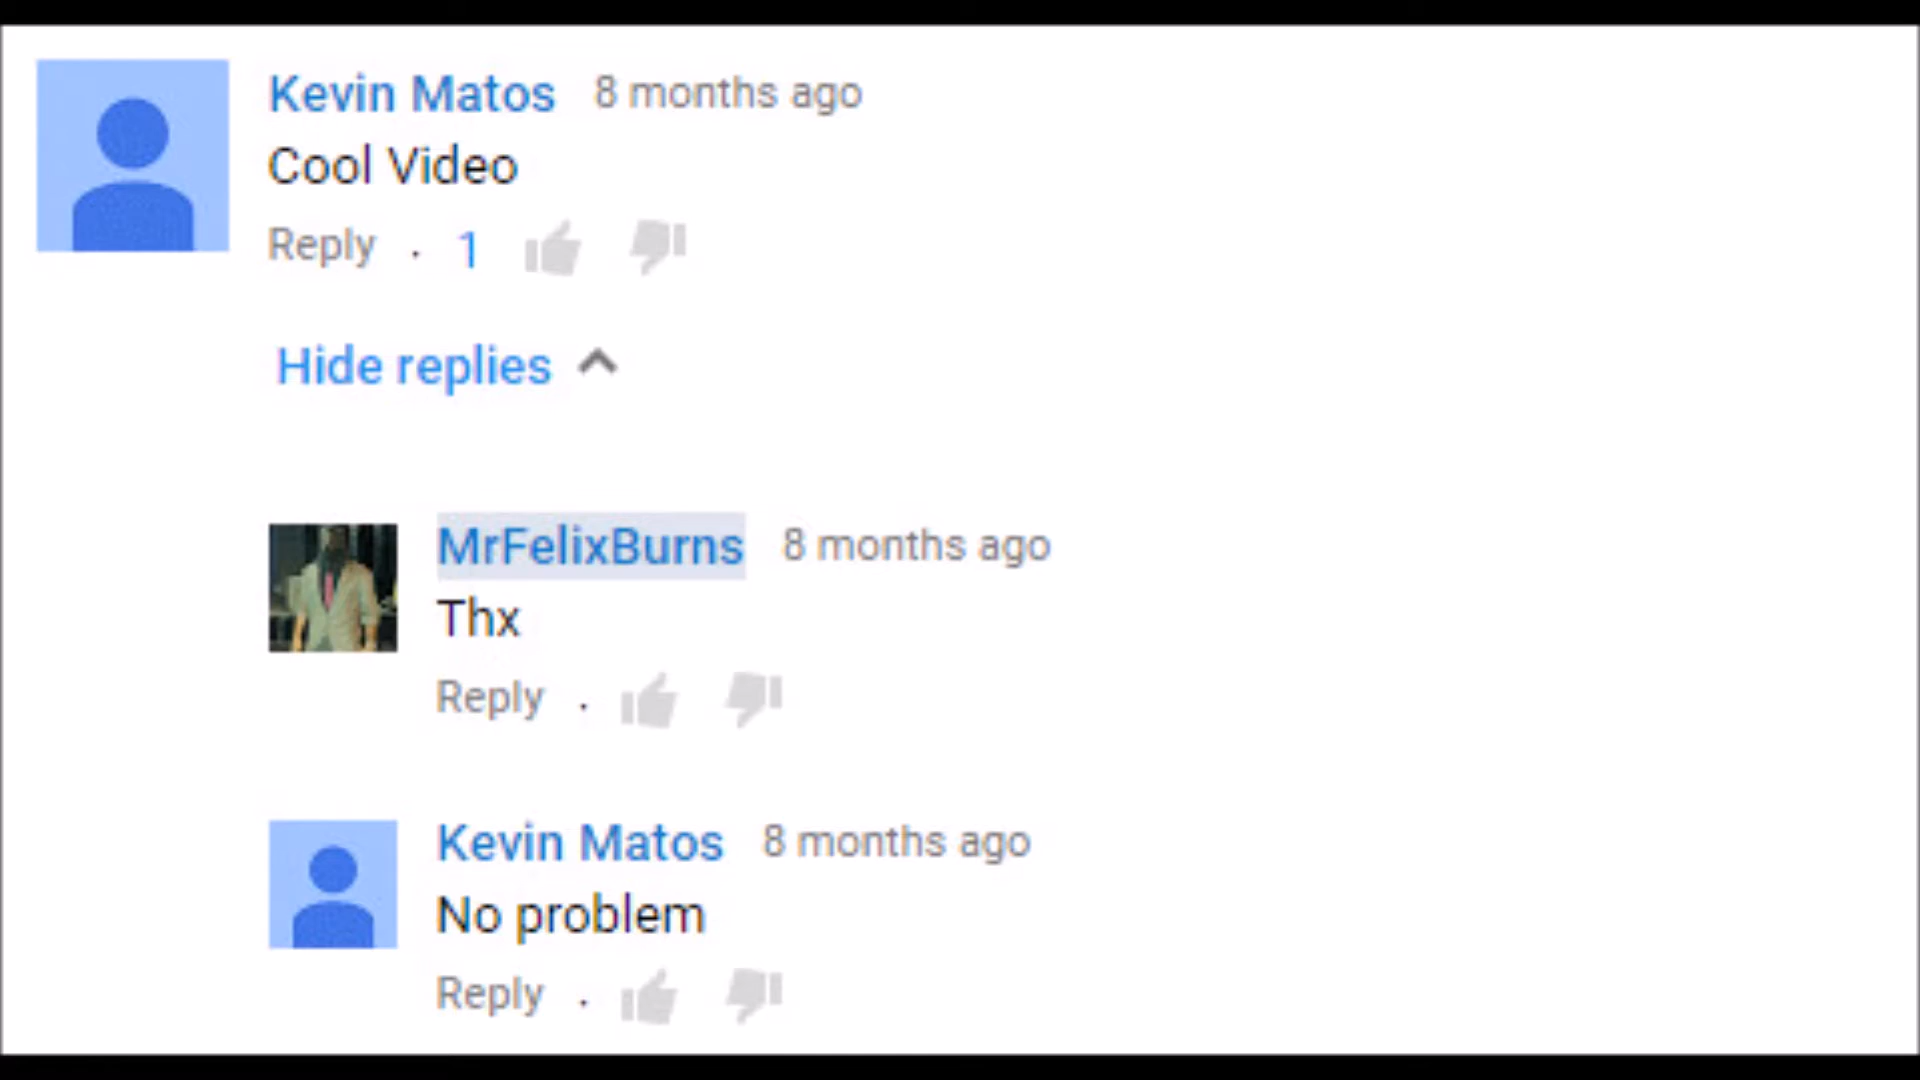 Kevin Matos 8 months ago
Cool Video
Reply . 1
Hide replies
MrFelixBurns 8 months ago
Thx
Reply .
Kevin Matos 8 months ago
No problem
Reply .